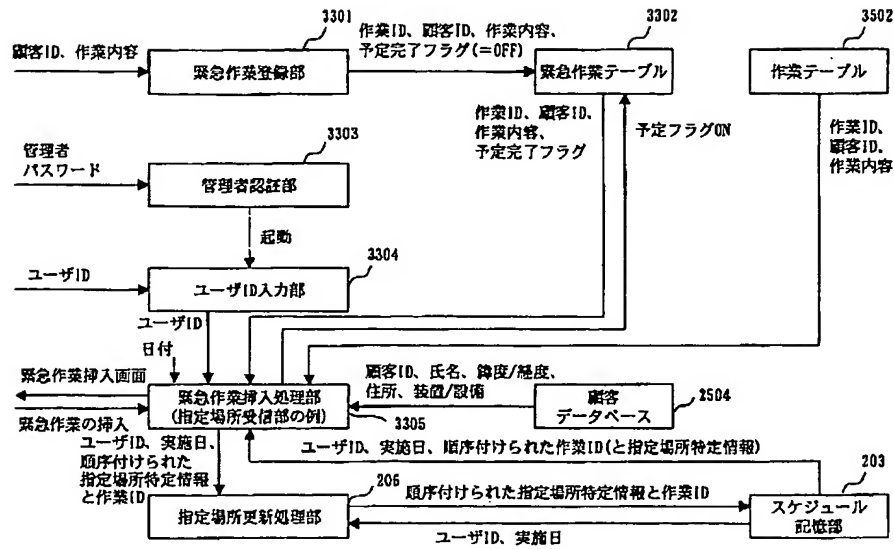 3301
顧客ID、作業内容
緊急作業登録部
作業ID、顧客ID、作業内容、
予定完了フラグ(=OFF)
3302
緊急作業テーブル
3502
作業テーブル
作業ID、顧客ID、
作業内容、
予定完了フラグ
予定フラグON
作業ID、
顧客ID、
作業内容
3303
管理者
パスワード
管理者認証部
起動
3304
ユーザID
ユーザID入力部
ユーザID
日付
緊急作業挿入画面
緊急作業挿入処理部
(指定場所受信部の例)
3305
緊急作業の挿入
顧客ID、氏名、緯度/経度、
住所、装置/設備
顧客
データベース
2504
ユーザID、実施日、
順序付けられた
指定場所特定情報
と作業ID
ユーザID、実施日、順序付けられた作業ID(と指定場所特定情報)
206
指定場所更新処理部
順序付けられた指定場所特定情報と作業ID
ユーザID、実施日
203
スケジュール
記憶部